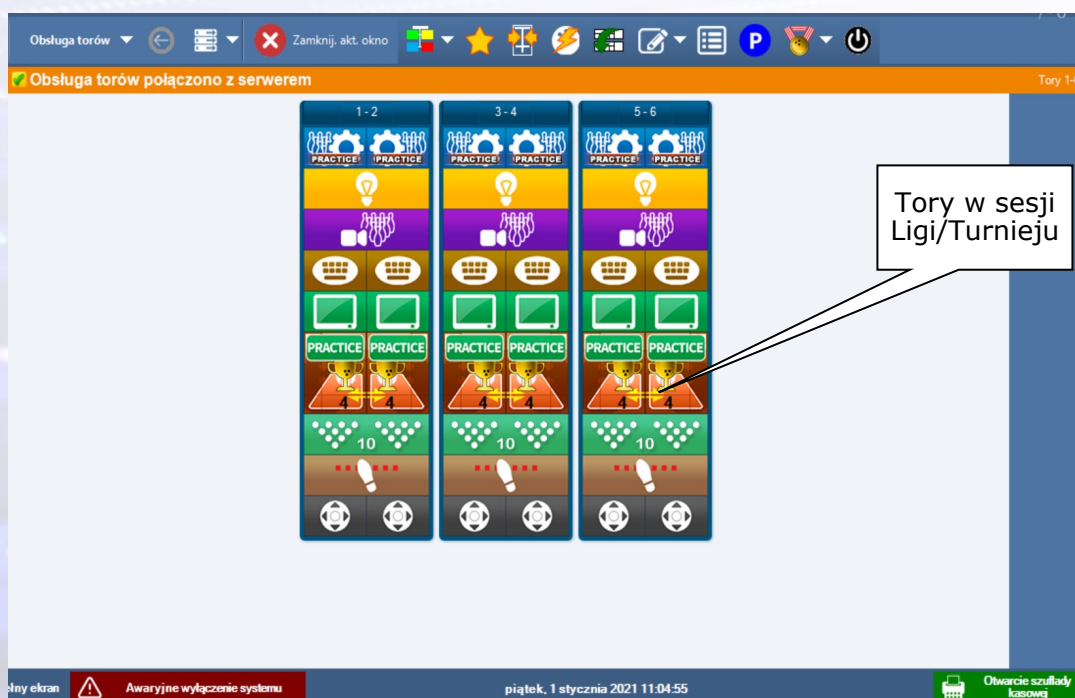 Obsługa torów
Zamknij. akt. okno
P
Obsługa torów połączono z serwerem
Tory 1-
1 - 2
3 - 4
5 - 6
PRACTICE PRACTICE PRACTICE PRACTICE PRACTICE PRACTICE
Tory w sesji
Ligi/Turnieju
PRACTICE PRACTICE PRACTICE PRACTICE PRACTICE PRACTICE
4 4 4 4 4 4
10 10 10
ełny ekran
Awaryjne wyłączenie systemu
piątek, 1 stycznia 2021 11:04:55
Otwarcie szuflady
kasowej